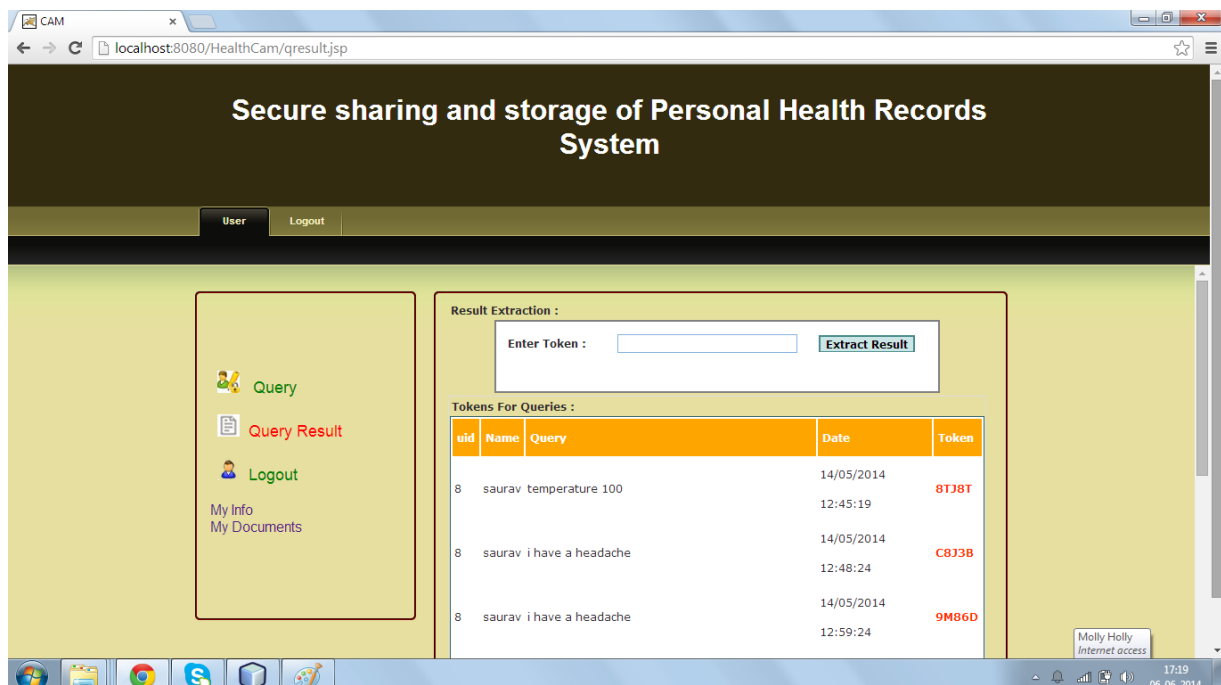 CAM
localhost:8080/HealthCam/qresult.jsp
Secure sharing and storage of Personal Health Records
System
User Logout
Query
Query Result
Logout
My Info
My Documents
Result Extraction :
Enter Token : Extract Result
Tokens For Queries :
uid Name Query Date Token
8 saurav temperature 100 14/05/2014 12:45:19 8TJ8T
8 saurav i have a headache 14/05/2014 12:48:24 C8J3B
8 saurav i have a headache 14/05/2014 12:59:24 9M86D
Molly Holly
Internet access
17:19
06-06-2014